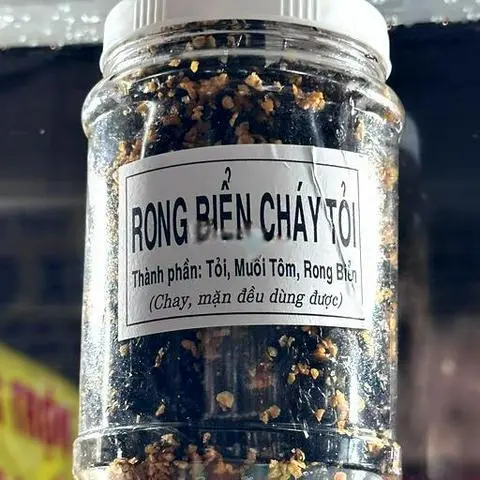 RONG BIỂN CHÁY TỎI
Thành phần: Tỏi, Muối Tôm, Rong Biển
(Chay, mặn đều dùng được)